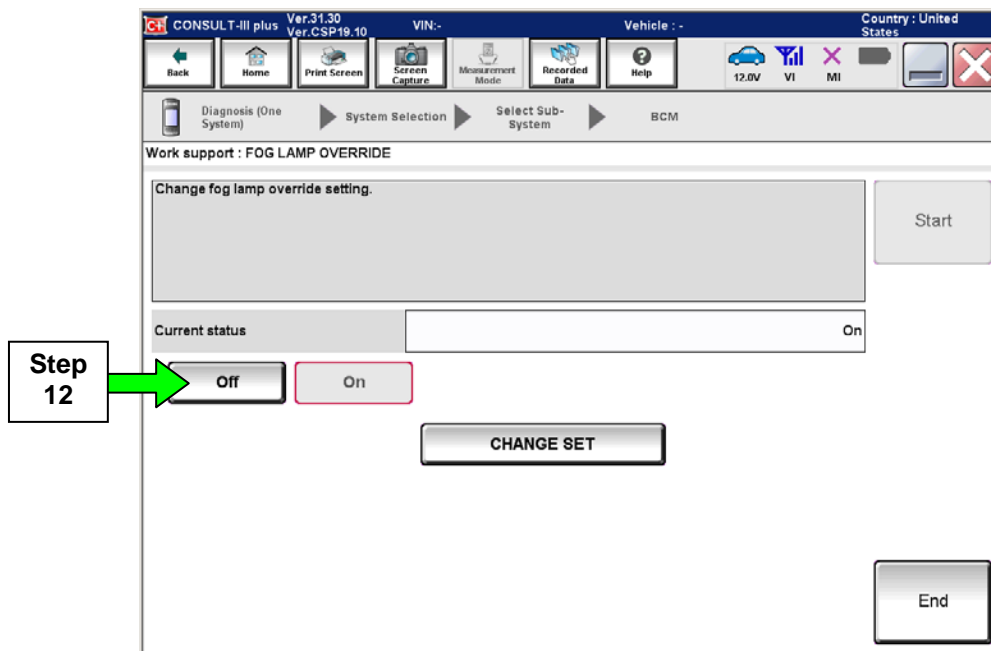 CONSULT-III plus Ver.31.30 VIN:- Vehicle : - Country : United
Ver.CSP19.10 States
Back Home Print Screen Screen Measurement Recorded Help 12.0V VI MI
Capture Mode Data
Diagnosis (One System Selection Select Sub- BCM
System) System
Work support : FOG LAMP OVERRIDE
Change fog lamp override setting.
Start
Current status On
Step
12
Off On
CHANGE SET
End